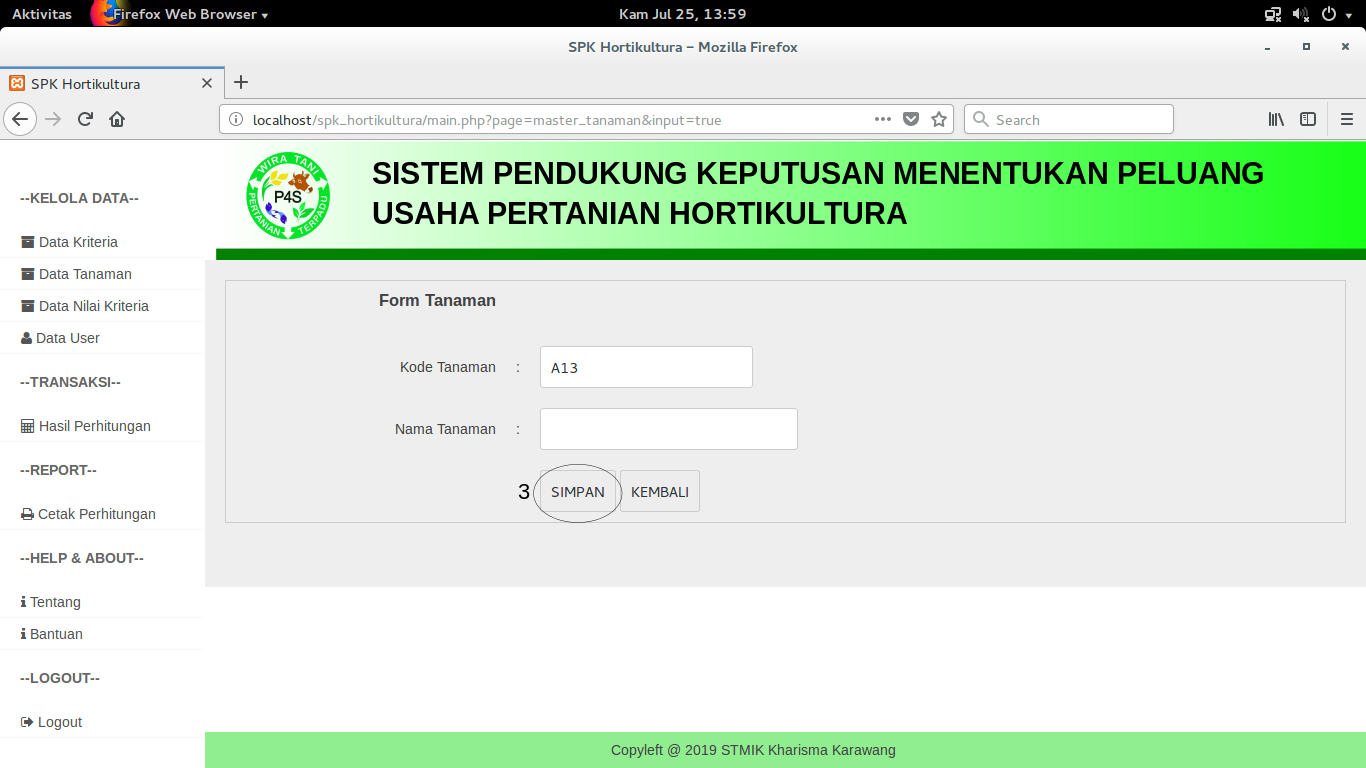 Aktivitas
Firefox Web Browser
Kam Jul 25, 13:59
SPK Hortikultura – Mozilla Firefox
SPK Hortikultura
localhost/spk_hortikultura/main.php?page=master_tanaman&input=true
Search
WIRA TANI
P4S
PERTANIAN TERPADU
SISTEM PENDUKUNG KEPUTUSAN MENENTUKAN PELUANG
USAHA PERTANIAN HORTIKULTURA
--KELOLA DATA--
Data Kriteria
Data Tanaman
Data Nilai Kriteria
Data User
--TRANSAKSI--
Hasil Perhitungan
--REPORT--
Cetak Perhitungan
--HELP & ABOUT--
Tentang
Bantuan
--LOGOUT--
Logout
Form Tanaman
Kode Tanaman : A13
Nama Tanaman :
3 SIMPAN KEMBALI
Copyleft @ 2019 STMIK Kharisma Karawang